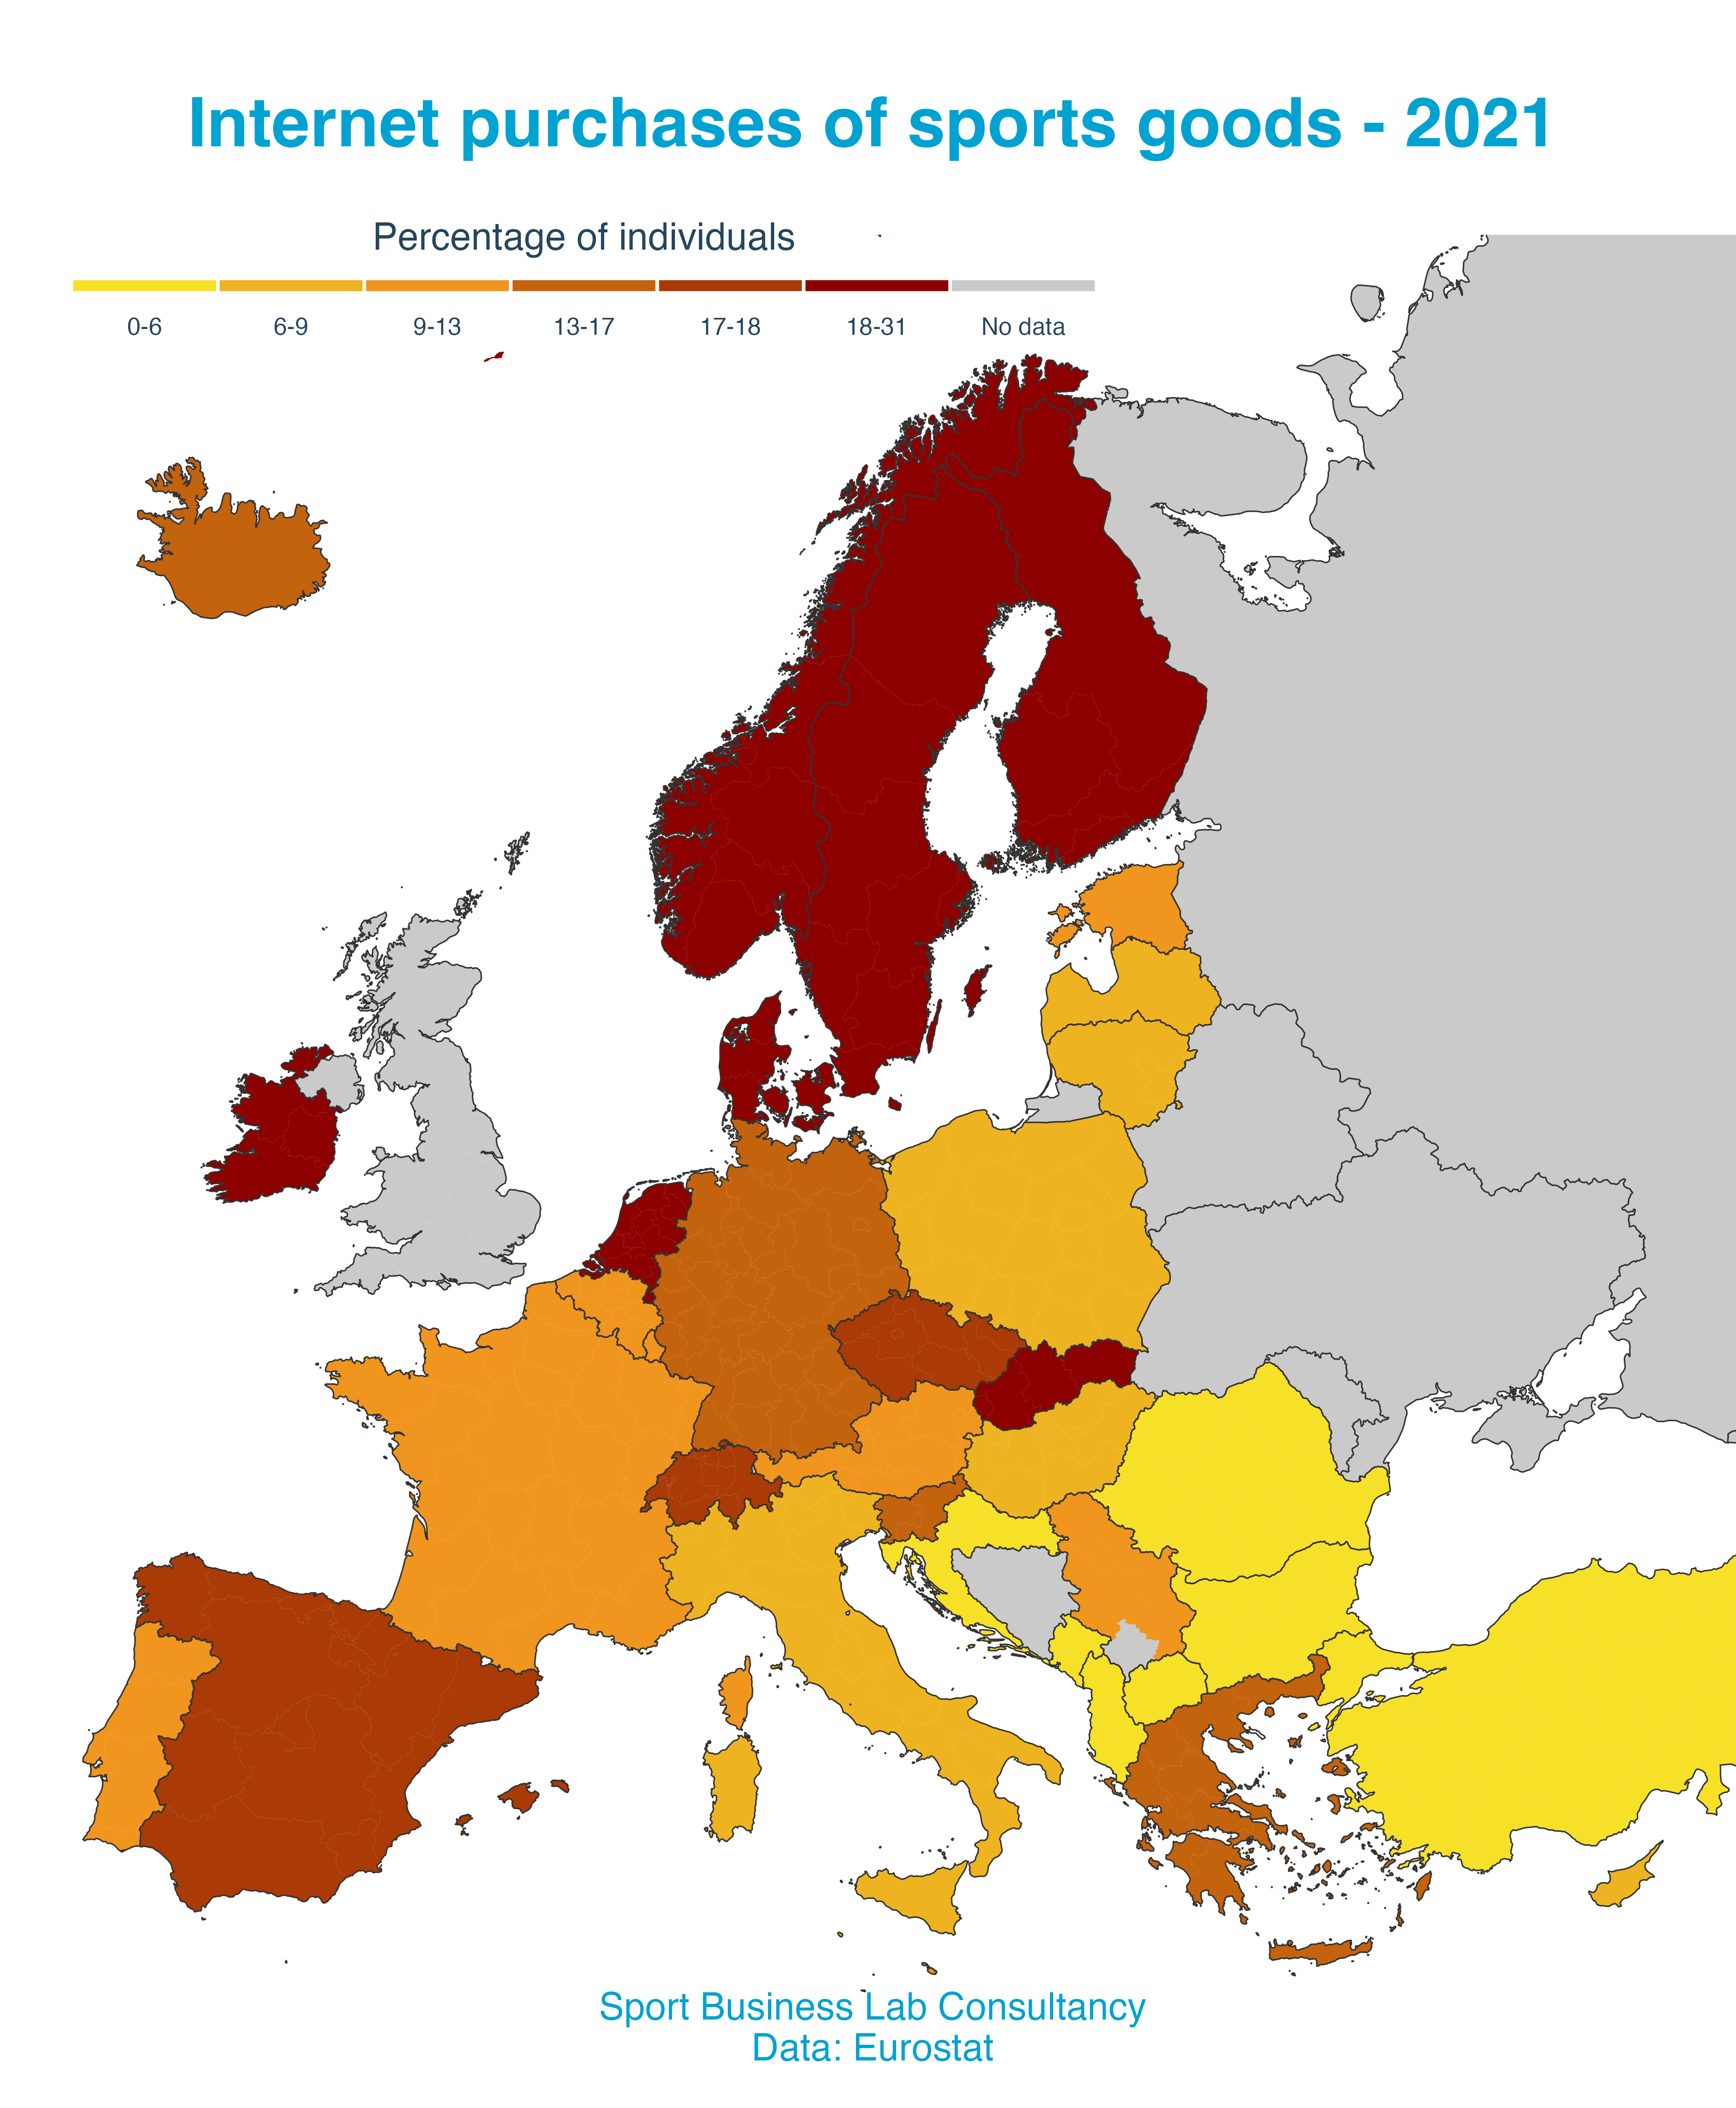 Internet purchases of sports goods - 2021
Percentage of individuals
0-6 6-9 9-13 13-17 17-18 18-31 No data
Sport Business Lab Consultancy
Data: Eurostat